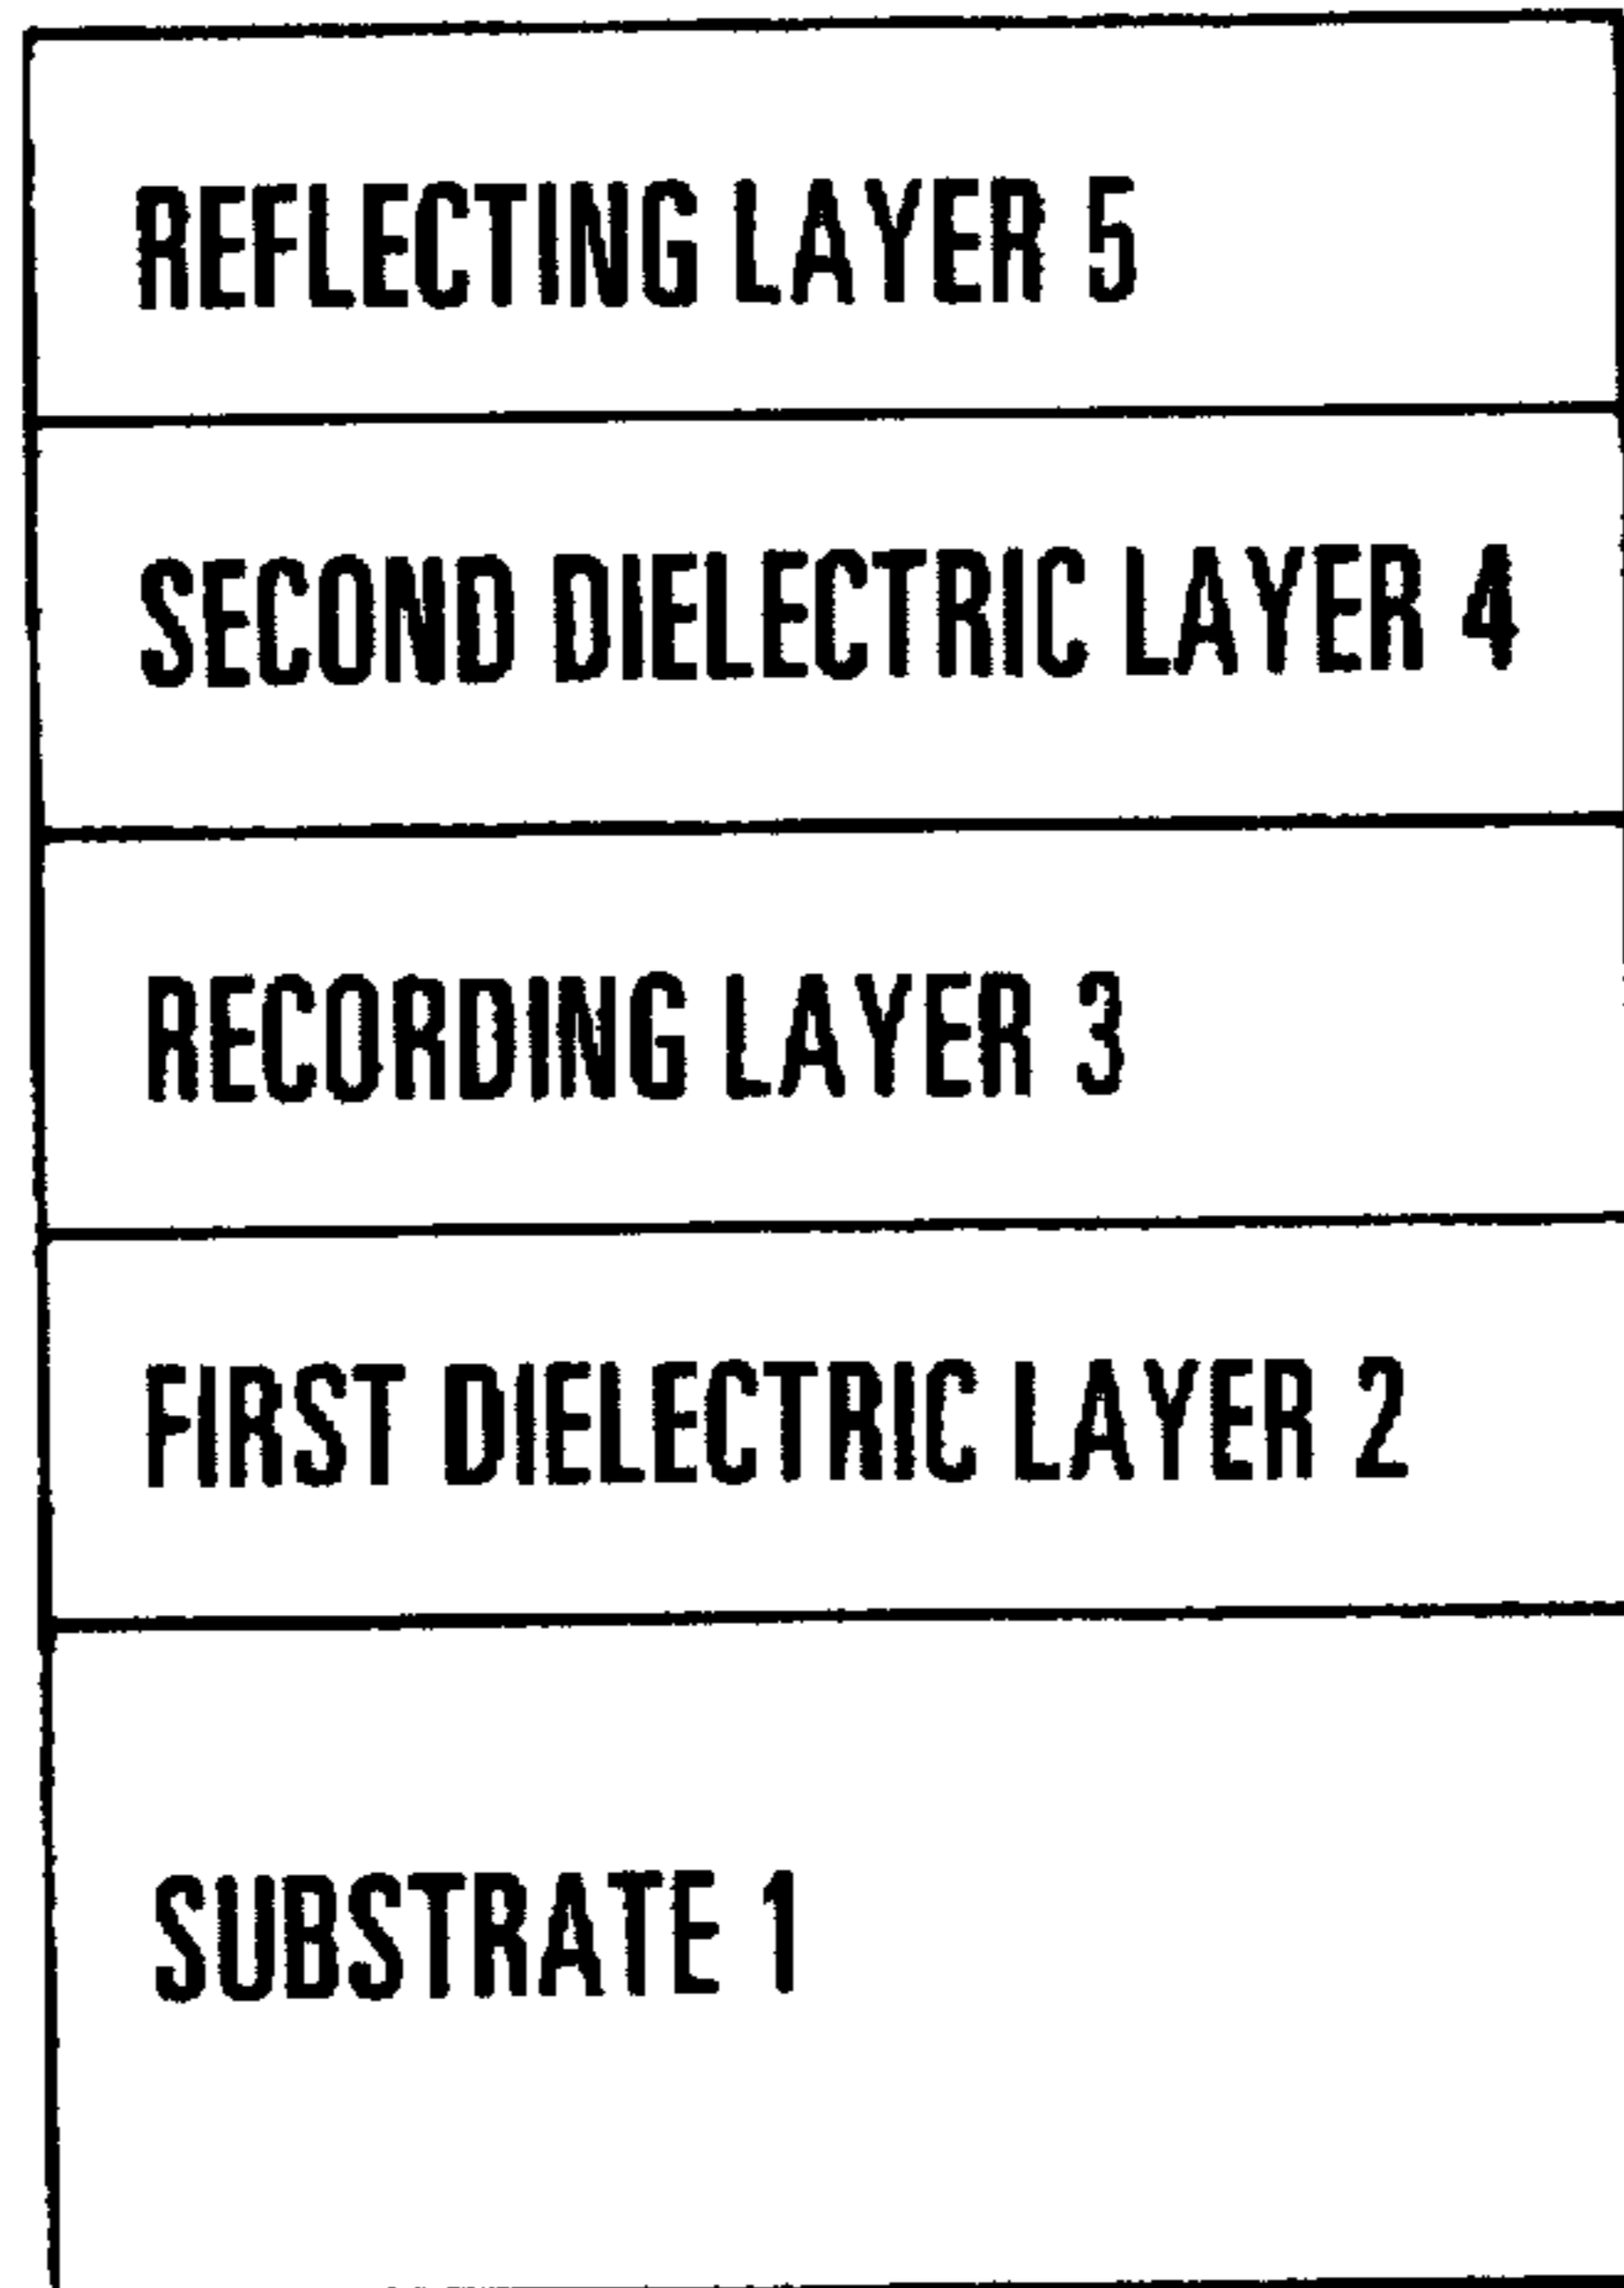 REFLECTING LAYER 5
SECOND DIELECTRIC LAYER 4
RECORDING LAYER 3
FIRST DIELECTRIC LAYER 2
SUBSTRATE 1